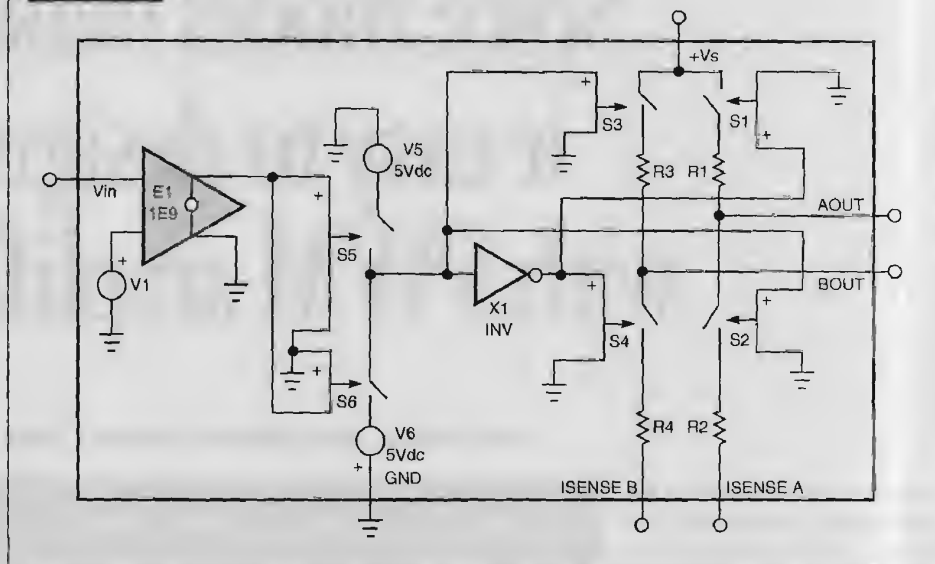 +Vs
+
S3
S1
+
V5
5Vdc
R3
R1
Vin
E1
1E9
+
AOUT
S5
+
V1
BOUT
X1
INV
+
S4
+
S2
+
S6
V6
5Vdc
+
GND
R4
R2
ISENSE B
ISENSE A